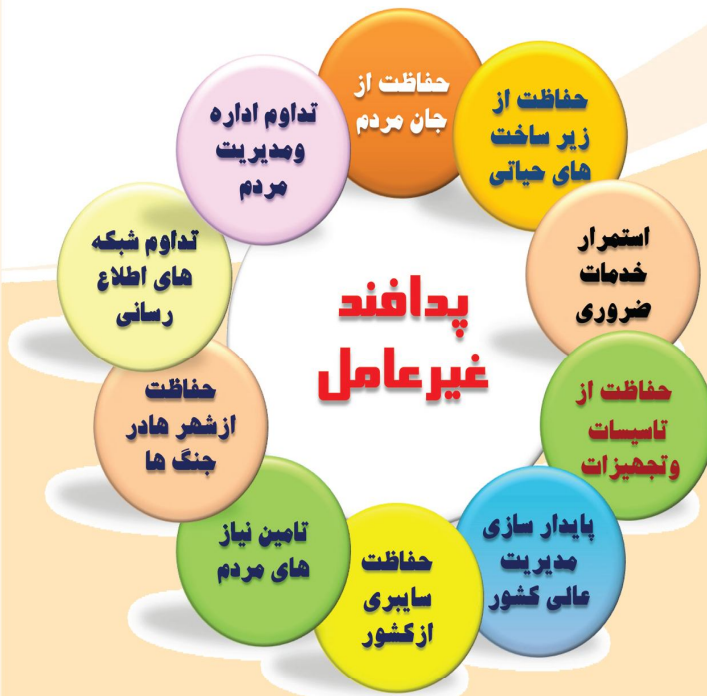 پدافند
غیرعامل
حفاظت از
جان مردم
حفاظت از
زیر ساخت
های حیاتی
استمرار
خدمات
ضروری
حفاظت از
تاسیسات
وتجهیزات
پایدار سازی
مدیریت
عالی کشور
حفاظت
سایبری
ازکشور
تامین نیاز
های مردم
حفاظت
ازشهر هادر
جنگ ها
تداوم شبکه
های اطلاع
رسانی
تداوم اداره
ومدیریت
مردم